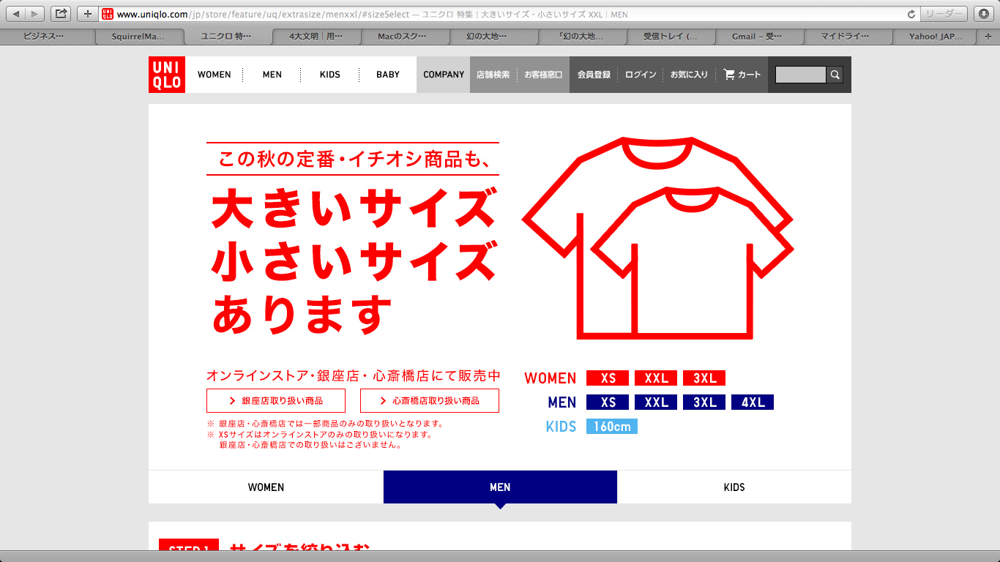 www.uniqlo.com/jp/store/feature/uq/extrasize/menxxl/#sizeSelect — ユニクロ 特集｜大きいサイズ・小さいサイズ XXL｜MEN
リーダー
ビジネス…
SquirrelMa…
ユニクロ 特…
4大文明｜用…
Macのスク…
幻の大地…
「幻の大地…
受信トレイ (…
Gmail – 受…
マイドライ…
Yahoo! JAP…
UNI
QLO
WOMEN
MEN
KIDS
BABY
COMPANY
店舗検索
お客様窓口
会員登録
ログイン
お気に入り
カート
この秋の定番・イチオシ商品も、
大きいサイズ
小さいサイズ
あります
オンラインストア・銀座店・心斎橋店にて販売中
銀座店取り扱い商品
心斎橋店取り扱い商品
※ 銀座店・心斎橋店では一部商品のみの取り扱いとなります。
※ XSサイズはオンラインストアのみの取り扱いになります。
銀座店・心斎橋店での取り扱いはございません。
WOMEN XS XXL 3XL
MEN XS XXL 3XL 4XL
KIDS 160cm
WOMEN
MEN
KIDS
STEP1 サイズを絞り込む